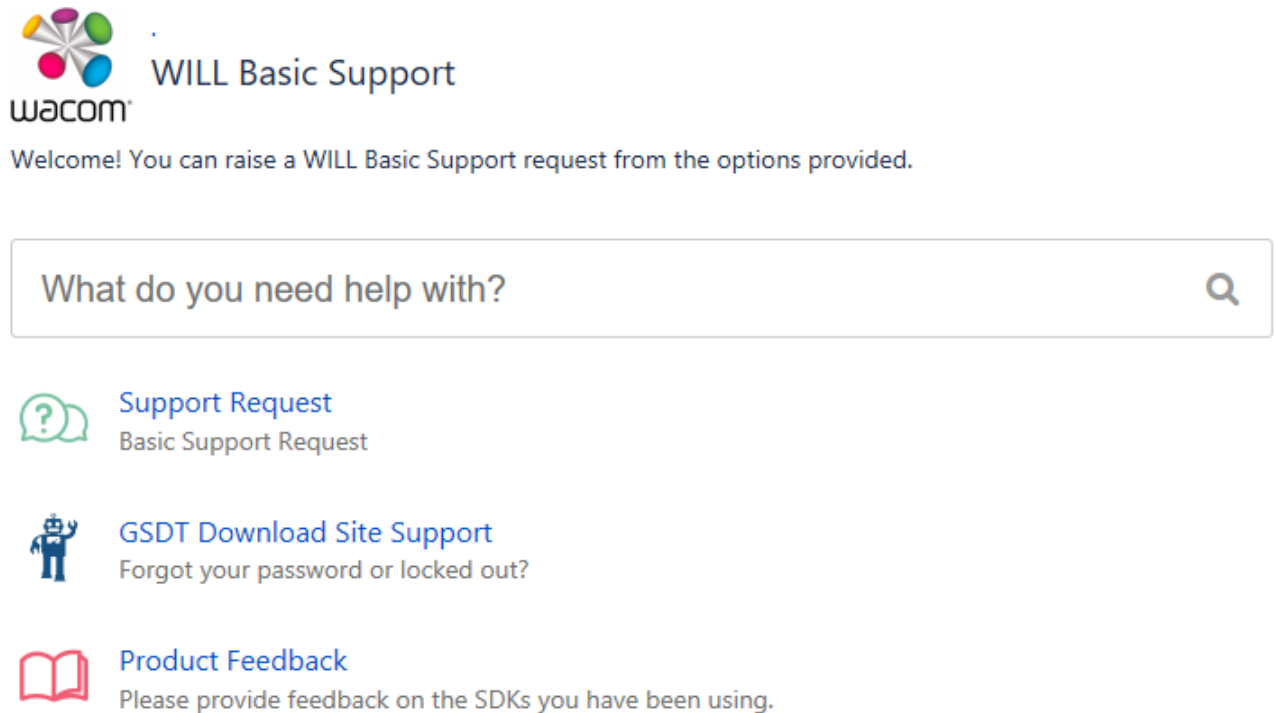 .
WILL Basic Support
wacom®
Welcome! You can raise a WILL Basic Support request from the options provided.
What do you need help with?
Support Request
Basic Support Request
GSDT Download Site Support
Forgot your password or locked out?
Product Feedback
Please provide feedback on the SDKs you have been using.